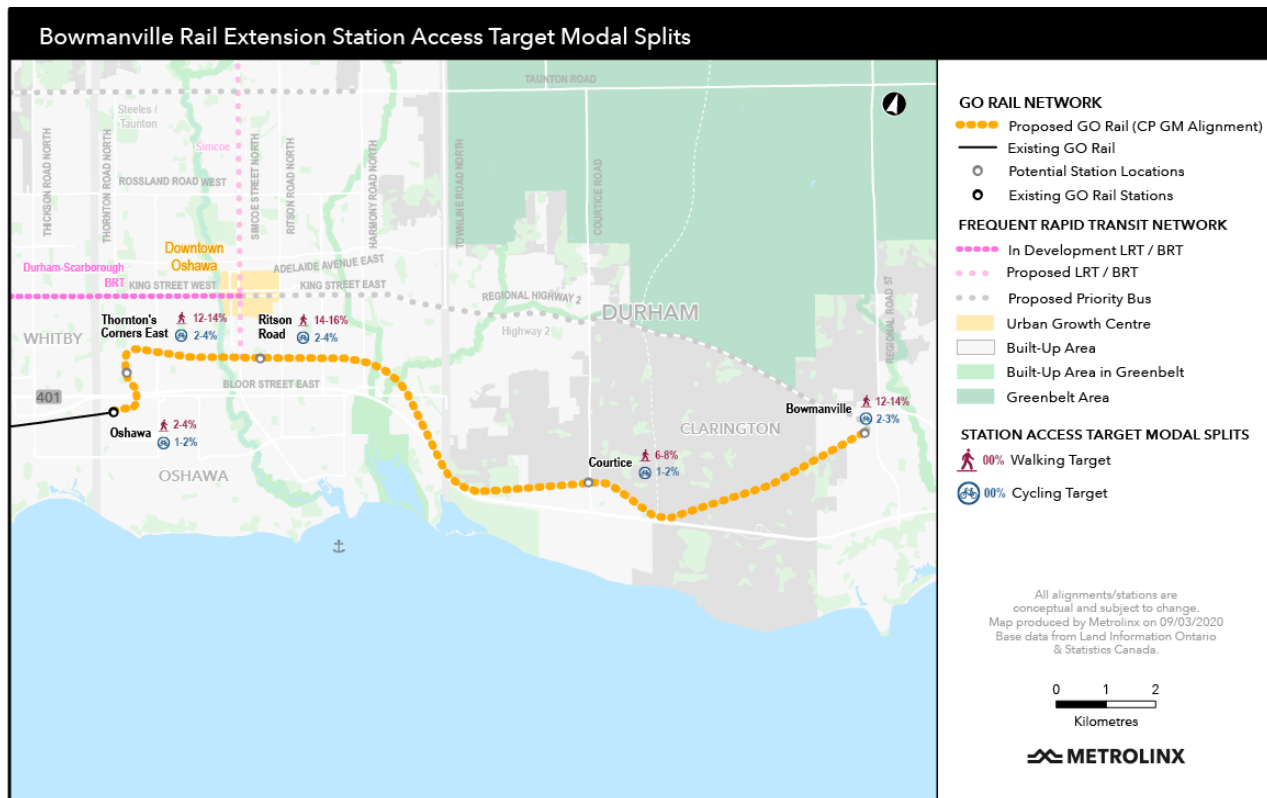 Bowmanville Rail Extension Station Access Target Modal Splits
TAUNTON ROAD
Steeles /
Taunton
Simcoe
THICKSON ROAD NORTH
THORNTON ROAD NORTH
SIMCOE STREET NORTH
RITSON ROAD NORTH
HARMONY ROAD NORTH
TOWNLINE ROAD NORTH
COURTICE ROAD
ROSSLAND ROAD WEST
Downtown
Oshawa
ADELAIDE AVENUE EAST
Durham-Scarborough
BRT
KING STREET WEST
KING STREET EAST
REGIONAL HIGHWAY 2
REGIONAL ROAD 57
Highway 2
DURHAM
WHITBY
Thornton's
Corners East
12-14%
2-4%
Ritson
Road
14-16%
2-4%
BLOOR STREET EAST
401
Oshawa
2-4%
1-2%
OSHAWA
Bowmanville
12-14%
2-3%
CLARINGTON
Courtice
6-8%
1-2%
GO RAIL NETWORK
Proposed GO Rail (CP GM Alignment)
Existing GO Rail
Potential Station Locations
Existing GO Rail Stations
FREQUENT RAPID TRANSIT NETWORK
In Development LRT / BRT
Proposed LRT / BRT
Proposed Priority Bus
Urban Growth Centre
Built-Up Area
Built-Up Area in Greenbelt
Greenbelt Area
STATION ACCESS TARGET MODAL SPLITS
00% Walking Target
00% Cycling Target
All alignments/stations are
conceptual and subject to change.
Map produced by Metrolinx on 09/03/2020
Base data from Land Information Ontario
& Statistics Canada.
0 1 2
Kilometres
METROLINX